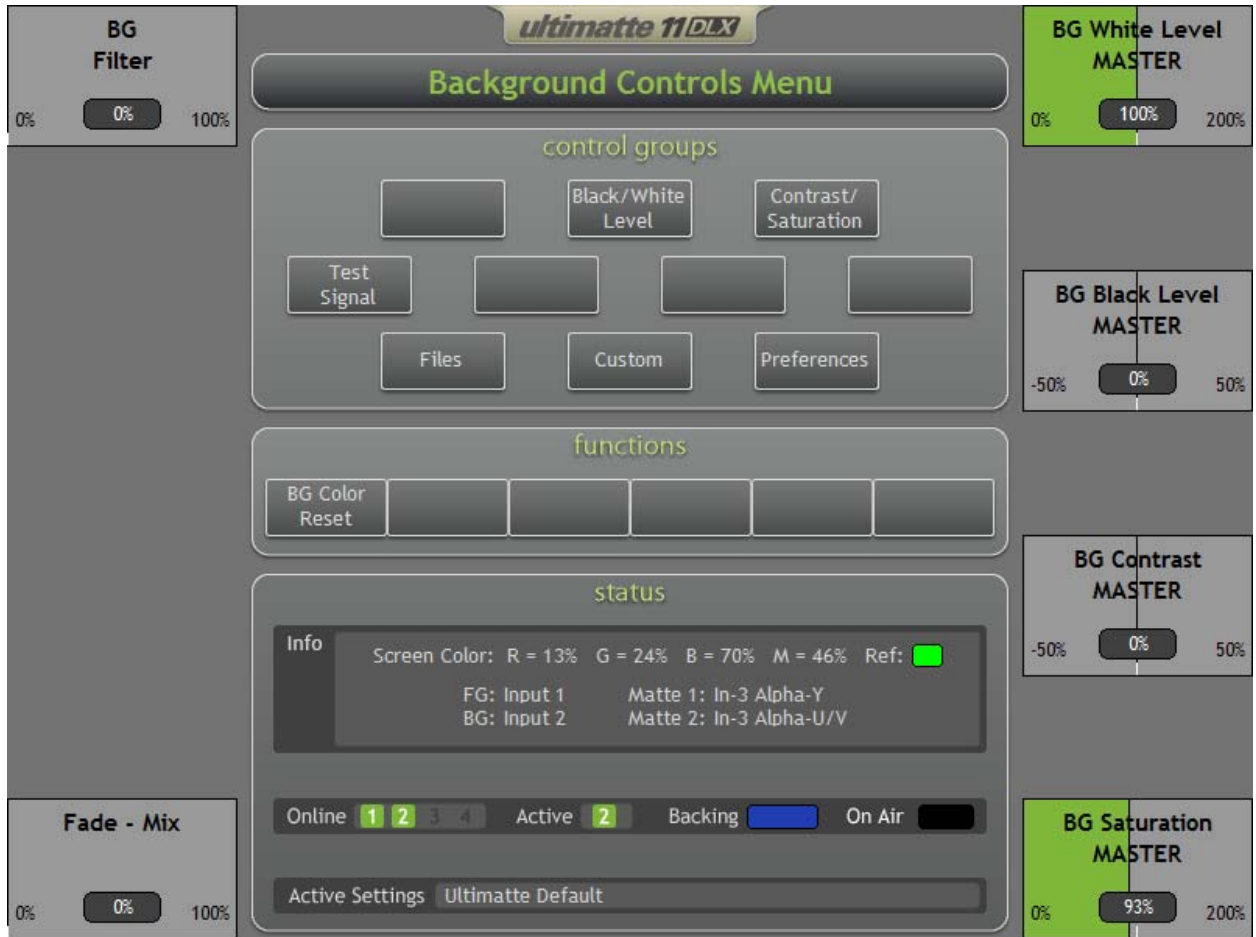 ultimatte 11 DLX
Background Controls Menu
BG
Filter
0% 0% 100%
BG White Level
MASTER
0% 100% 200%
control groups
Black/White
Level
Contrast/
Saturation
Test
Signal
Files
Custom
Preferences
BG Black Level
MASTER
-50% 0% 50%
functions
BG Color
Reset
BG Contrast
MASTER
-50% 0% 50%
status
Info
Screen Color: R = 13% G = 24% B = 70% M = 46% Ref:
FG: Input 1 Matte 1: In-3 Alpha-Y
BG: Input 2 Matte 2: In-3 Alpha-U/V
Online 1 2 3 4 Active 2 Backing On Air
Active Settings Ultimatte Default
Fade - Mix
0% 0% 100%
BG Saturation
MASTER
0% 93% 200%